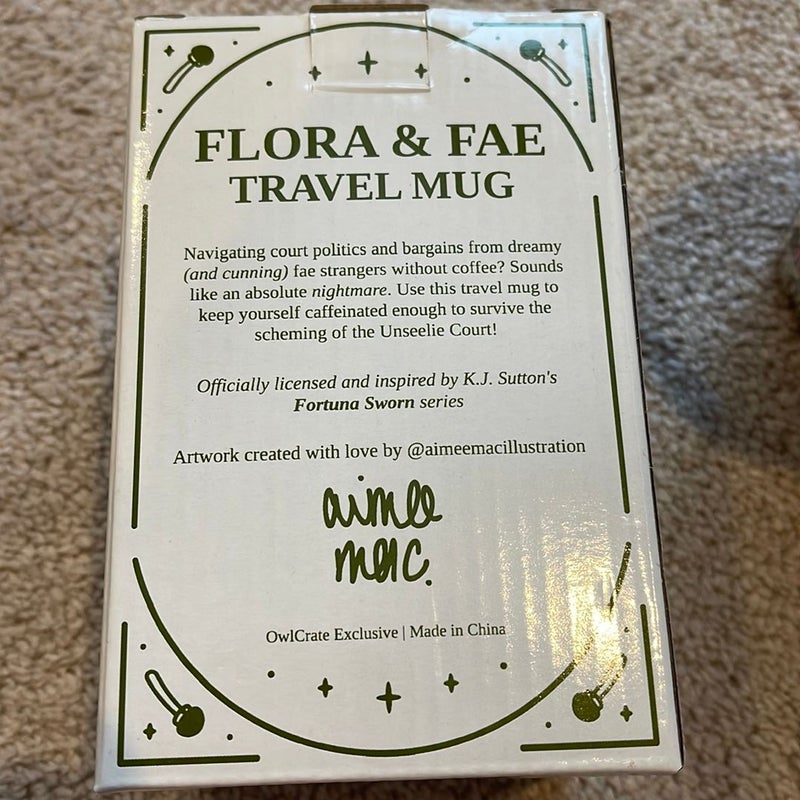 FLORA & FAE
TRAVEL MUG
Navigating court politics and bargains from dreamy
(and cunning) fae strangers without coffee? Sounds
like an absolute nightmare. Use this travel mug to
keep yourself caffeinated enough to survive the
scheming of the Unseelie Court!
Officially licensed and inspired by K.J. Sutton's
Fortuna Sworn series
Artwork created with love by @aimeemacillustration
aimee
mac.
OwlCrate Exclusive | Made in China